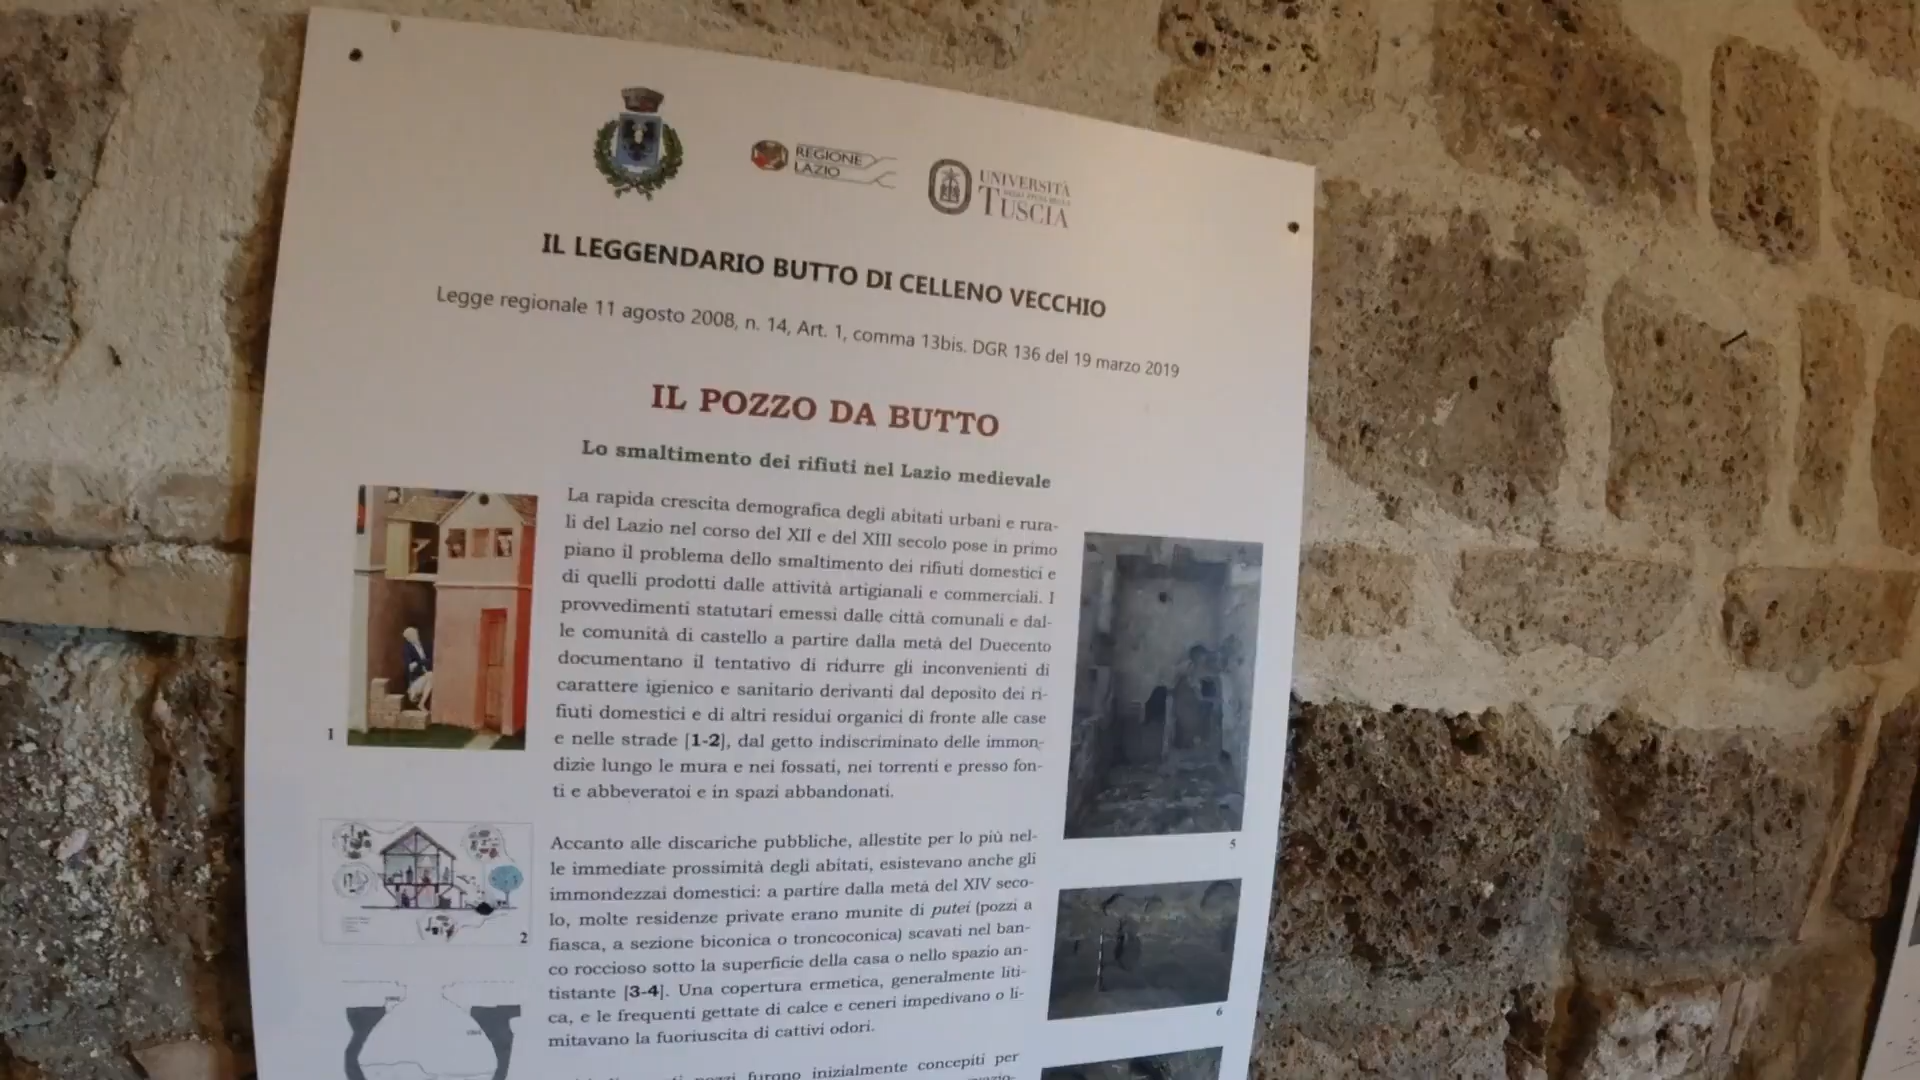 REGIONE
LAZIO
UNIVERSITÀ
TUSCIA
IL LEGGENDARIO BUTTO DI CELLENO VECCHIO
Legge regionale 11 agosto 2008, n. 14, Art. 1, comma 13bis. DGR 136 del 19 marzo 2019
IL POZZO DA BUTTO
Lo smaltimento dei rifiuti nel Lazio medievale
La rapida crescita demografica degli abitati urbani e rura-
li del Lazio nel corso del XII e del XIII secolo pose in primo
piano il problema dello smaltimento dei rifiuti domestici e
di quelli prodotti dalle attività artigianali e commerciali. I
provvedimenti statutari emessi dalle città comunali e dal-
le comunità di castello a partire dalla metà del Duecento
documentano il tentativo di ridurre gli inconvenienti di
carattere igienico e sanitario derivanti dal deposito dei ri-
fiuti domestici e di altri residui organici di fronte alle case
e nelle strade [1-2], dal getto indiscriminato delle immon-
dizie lungo le mura e nei fossati, nei torrenti e presso fon-
ti e abbeveratoi e in spazi abbandonati.
1
5
Accanto alle discariche pubbliche, allestite per lo più nel-
le immediate prossimità degli abitati, esistevano anche gli
immondezzai domestici: a partire dalla metà del XIV seco-
lo, molte residenze private erano munite di putei (pozzi a
fiasca, a sezione biconica o troncoconica) scavati nel ban-
co roccioso sotto la superficie della casa o nello spazio an-
tistante [3-4]. Una copertura ermetica, generalmente liti-
ca, e le frequenti gettate di calce e ceneri impedivano o li-
mitavano la fuoriuscita di cattivi odori.
2
6
pozzi furono inizialmente concepiti per